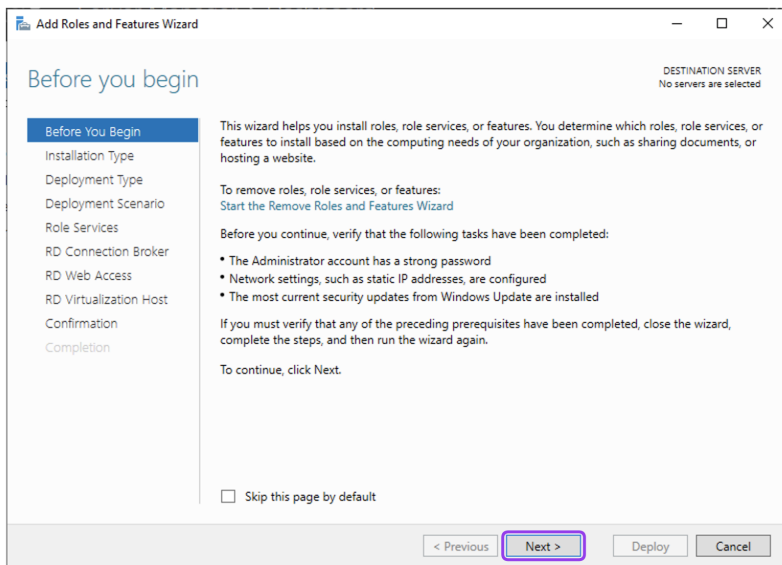 Add Roles and Features Wizard
Before you begin
DESTINATION SERVER
No servers are selected
Before You Begin
Installation Type
Deployment Type
Deployment Scenario
Role Services
RD Connection Broker
RD Web Access
RD Virtualization Host
Confirmation
Completion
This wizard helps you install roles, role services, or features. You determine which roles, role services, or
features to install based on the computing needs of your organization, such as sharing documents, or
hosting a website.
To remove roles, role services, or features:
Start the Remove Roles and Features Wizard
Before you continue, verify that the following tasks have been completed:
• The Administrator account has a strong password
• Network settings, such as static IP addresses, are configured
• The most current security updates from Windows Update are installed
If you must verify that any of the preceding prerequisites have been completed, close the wizard,
complete the steps, and then run the wizard again.
To continue, click Next.
Skip this page by default
< Previous
Next >
Deploy
Cancel